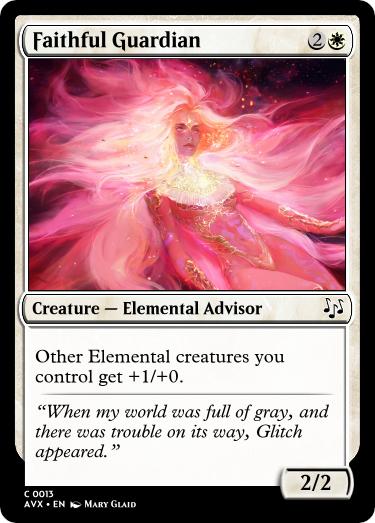 Faithful Guardian 2
Creature — Elemental Advisor
Other Elemental creatures you
control get +1/+0.
“When my world was full of gray, and
there was trouble on its way, Glitch
appeared.”
2/2
C 0013
AVX • EN Mary Glaid